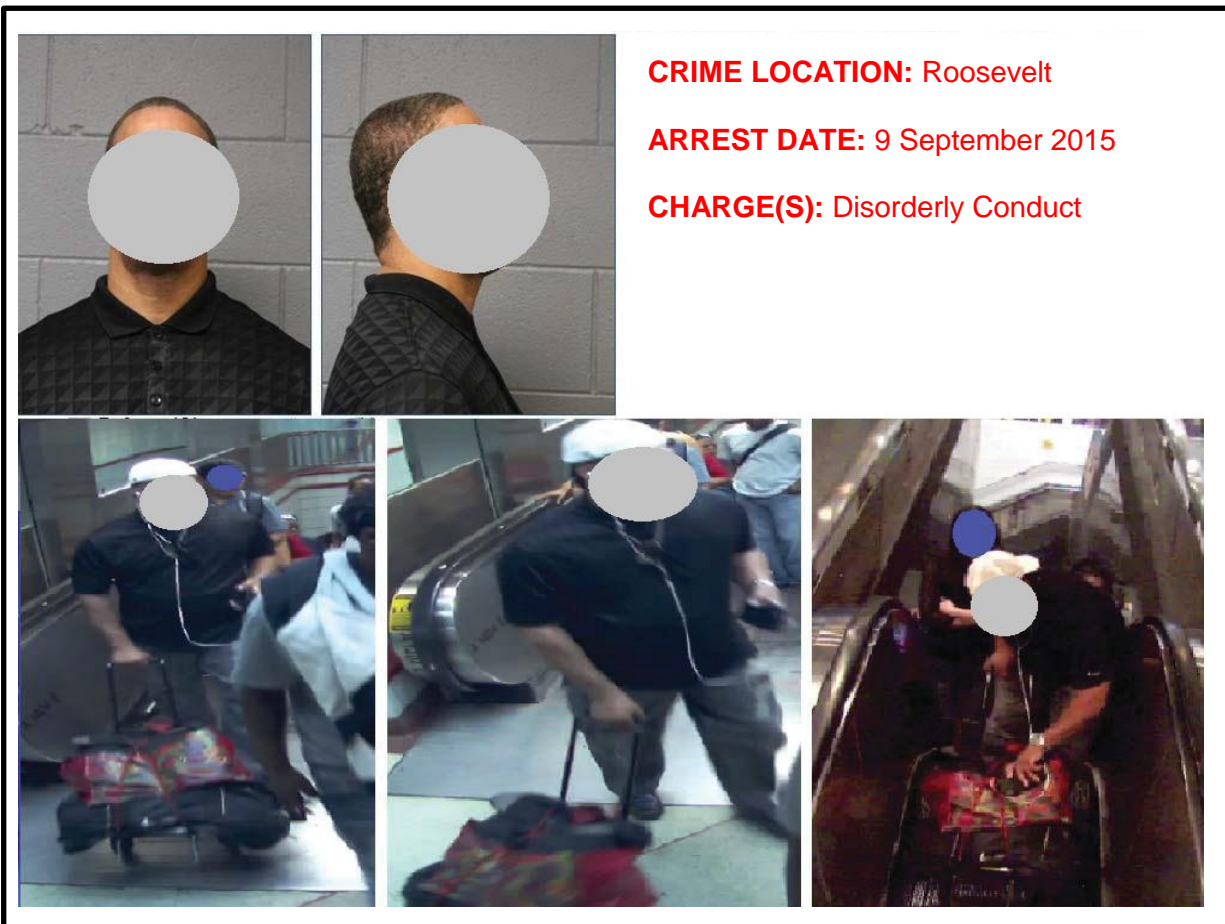 CRIME LOCATION: Roosevelt
ARREST DATE: 9 September 2015
CHARGE(S): Disorderly Conduct